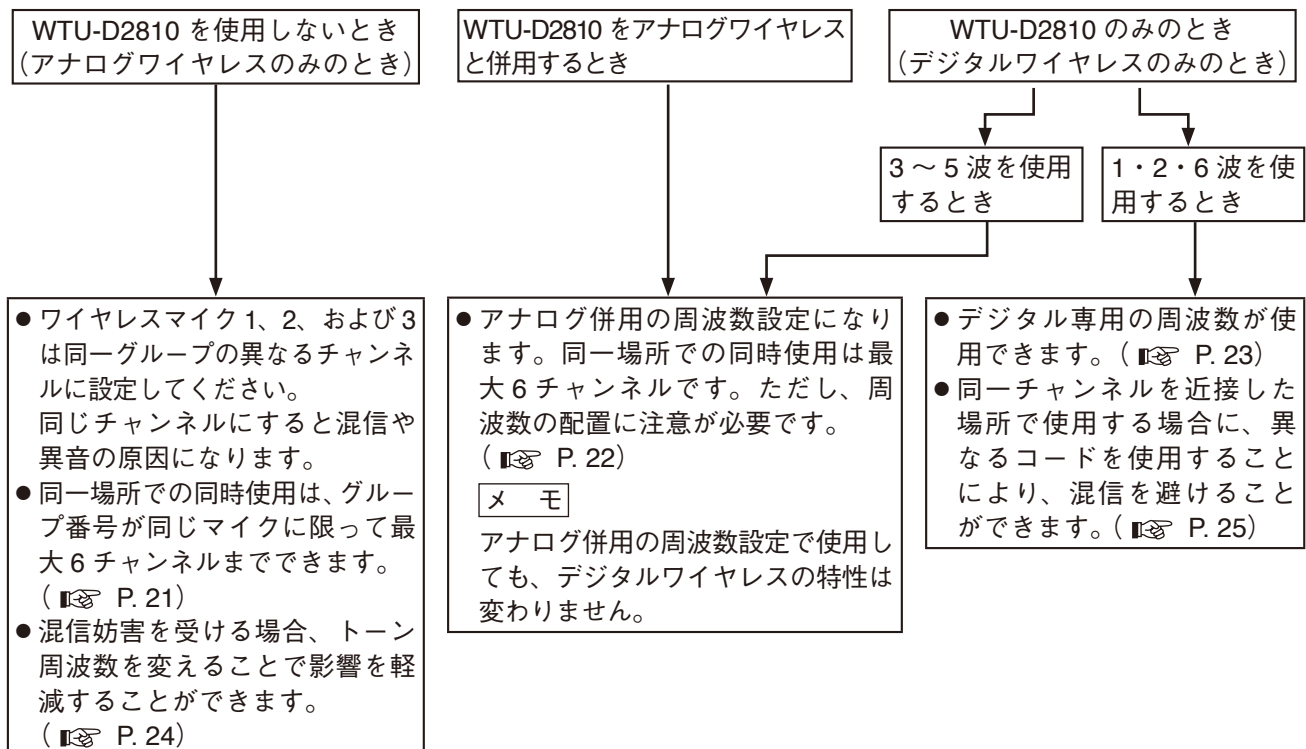 WTU-D2810 を使用しないとき
（アナログワイヤレスのみのとき）
WTU-D2810 をアナログワイヤレス
と併用するとき
WTU-D2810 のみのとき
（デジタルワイヤレスのみのとき）
3 〜 5 波を使用
するとき
1・2・6 波を使
用するとき
● ワイヤレスマイク 1、2、および 3
は同一グループの異なるチャンネ
ルに設定してください。
同じチャンネルにすると混信や
異音の原因になります。
● 同一場所での同時使用は、グルー
プ番号が同じマイクに限って最
大 6 チャンネルまでできます。
（☞ P. 21）
● 混信妨害を受ける場合、トーン
周波数を変えることで影響を軽
減することができます。
（☞ P. 24）
● アナログ併用の周波数設定になり
ます。同一場所での同時使用は最
大 6 チャンネルです。ただし、周
波数の配置に注意が必要です。
（☞ P. 22）
メ モ
アナログ併用の周波数設定で使用し
ても、デジタルワイヤレスの特性は
変わりません。
● デジタル専用の周波数が使
用できます。（☞ P. 23）
● 同一チャンネルを近接した
場所で使用する場合に、異
なるコードを使用すること
により、混信を避けること
ができます。（☞ P. 25）